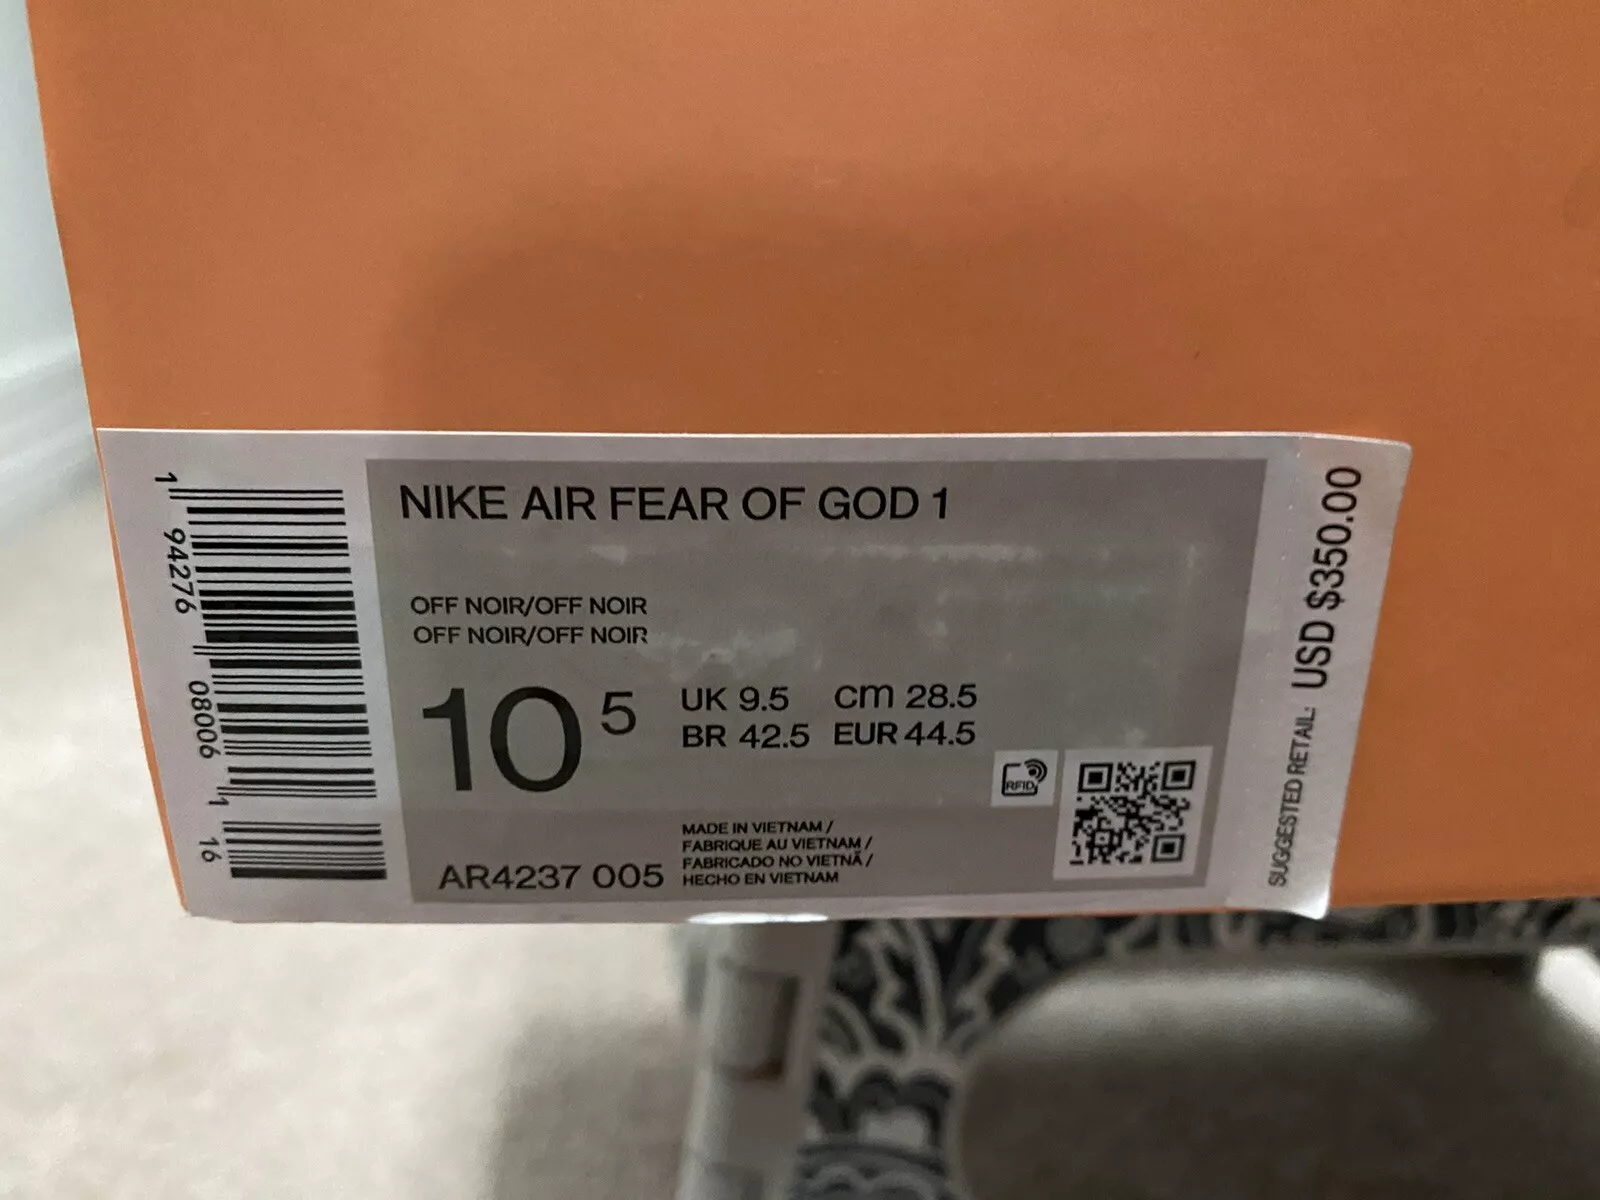 NIKE AIR FEAR OF GOD 1
OFF NOIR/OFF NOIR
OFF NOIR/OFF NOIR
10 5
UK 9.5 cm 28.5
BR 42.5 EUR 44.5
RFID
MADE IN VIETNAM /
FABRIQUE AU VIETNAM /
FABRICADO NO VIETNÃ /
HECHO EN VIETNAM
AR4237 005
1 94276 08006 1 16
SUGGESTED RETAIL: USD $350.00